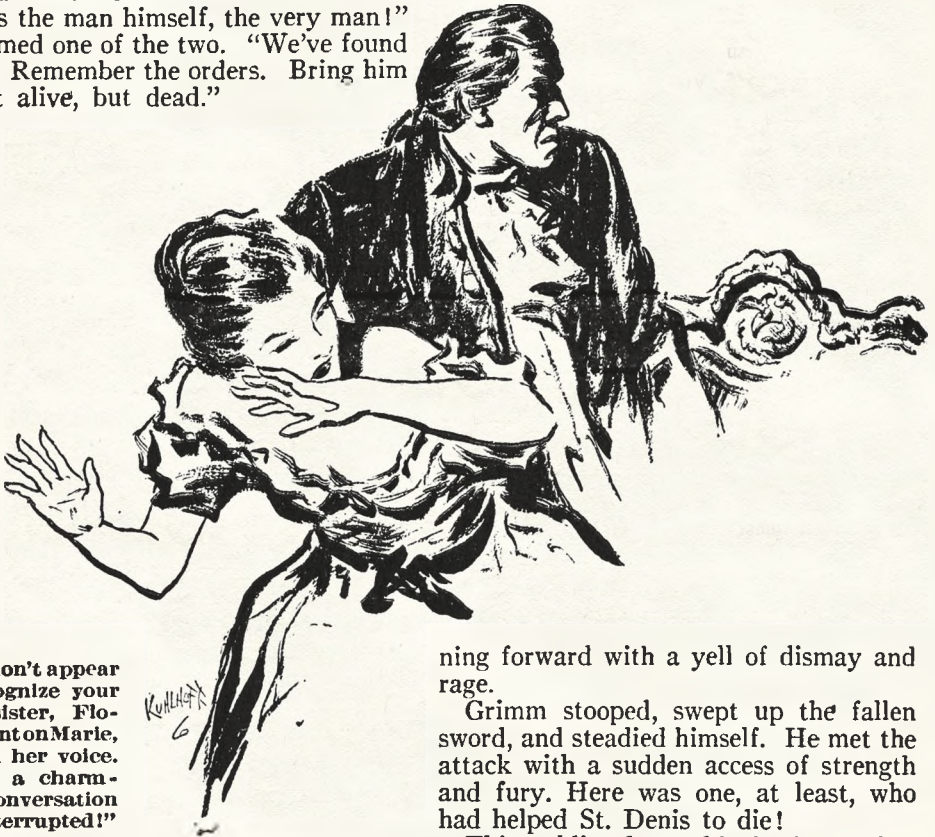 s the man himself, the very man!”
med one of the two. “We've found
Remember the orders. Bring him
t alive, but dead.”
on't appear
ognize your
ister, Flo-
nt on Marie,
her voice.
a charm-
onversation
terrupted!”
KUHLHOFF
6
ning forward with a yell of dismay and
rage.
Grimm stooped, swept up the fallen
sword, and steadied himself. He met the
attack with a sudden access of strength
and fury. Here was one, at least, who
had helped St. Denis to die!